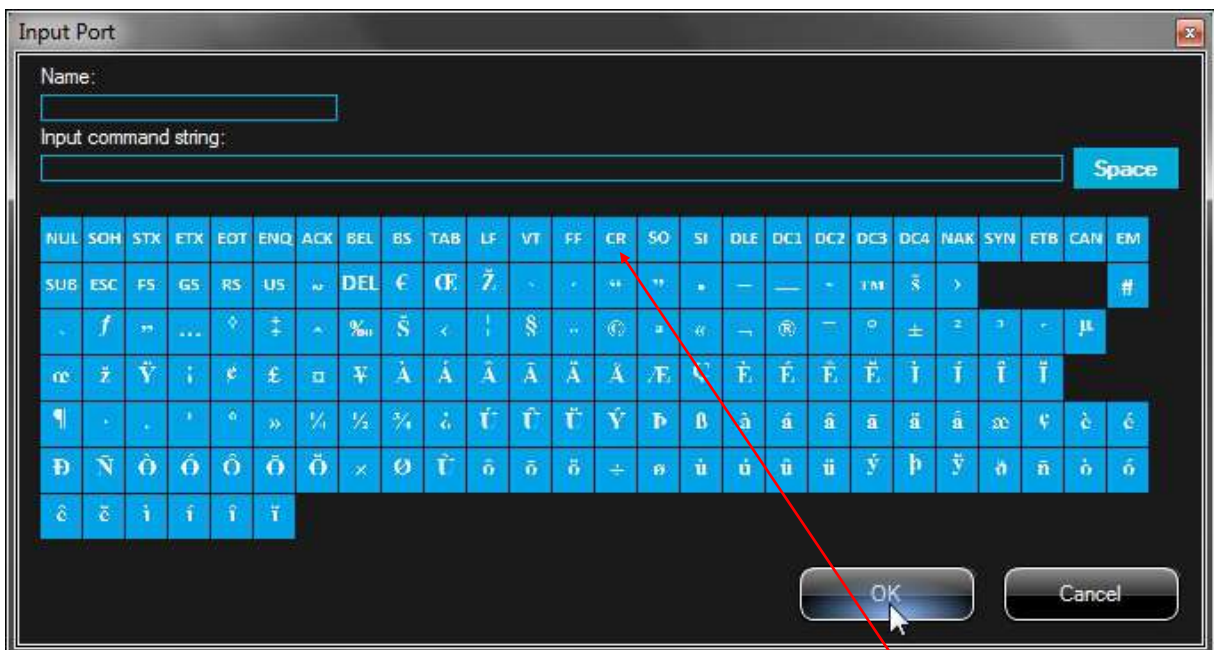 Input Port
Name:
Input command string:
Space
NUL SOH STX ETX EOT ENQ ACK BEL BS TAB LF VT FF CR SO SI DLE DC1 DC2 DC3 DC4 NAK SYN ETB CAN EM
SUB ESC FS GS RS US DEL € Œ Ž “ ” — TM š › #
ƒ „ … ‡ ‰ Š ‹ ¦ § © « ¬ ® ° ± ² µ
œ ž Ÿ ¡ ¢ £ ¤ ¥ À Á Â Ã Ä Å Æ Ç È É Ê Ë Ì Í Î Ï
¶ · » ¼ ½ ¾ ¿ Ú Û Ü Ý Þ ß à á â ã ä å æ ç è é
Ð Ñ Ò Ó Ô Õ Ö × Ø Ù ô õ ö ÷ ø ù ú û ü ý þ ÿ ð ñ ò ó
ê ë ì í î ï
OK Cancel